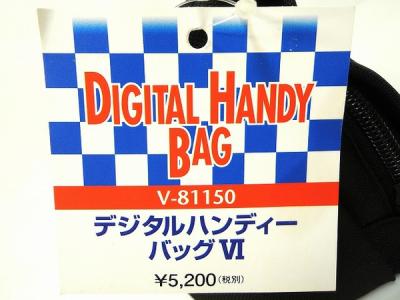 DIGITAL HANDY
BAG
V-81150
デジタルハンディー
バッグⅥ
¥5,200(税別)